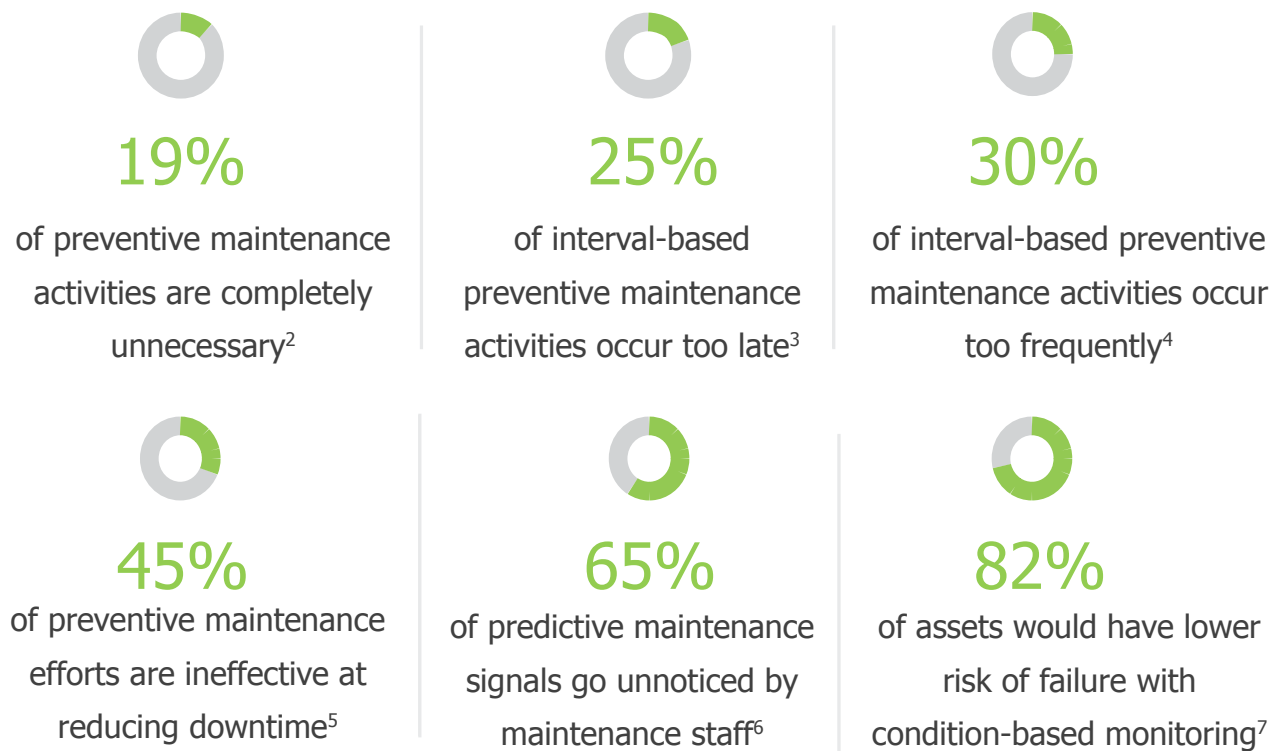 19%
of preventive maintenance
activities are completely
unnecessary²
25%
of interval-based
preventive maintenance
activities occur too late³
30%
of interval-based preventive
maintenance activities occur
too frequently⁴
45%
of preventive maintenance
efforts are ineffective at
reducing downtime⁵
65%
of predictive maintenance
signals go unnoticed by
maintenance staff⁶
82%
of assets would have lower
risk of failure with
condition-based monitoring⁷